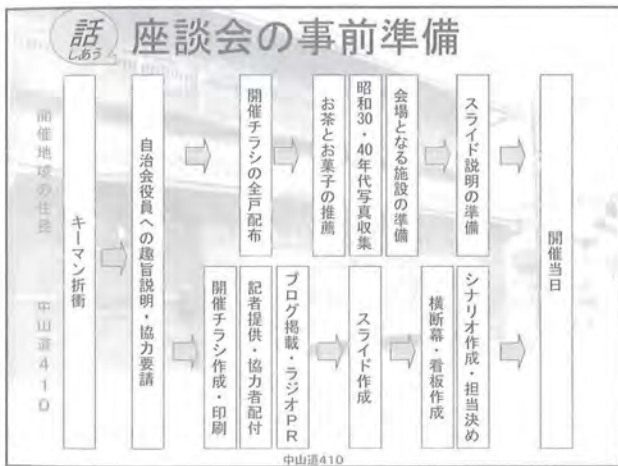 話
しあう
座談会の事前準備
開催地域の住民
中山道410
キーマン折衝
自治会役員への趣旨説明・協力要請
開催チラシの全戸配布
お茶とお菓子の推薦
昭和30・40年代写真収集
会場となる施設の準備
スライド説明の準備
開催チラシ作成・印刷
記者提供・協力者配付
ブログ掲載・ラジオPR
スライド作成
横断幕・看板作成
シナリオ作成・担当決め
開催当日
中山道410